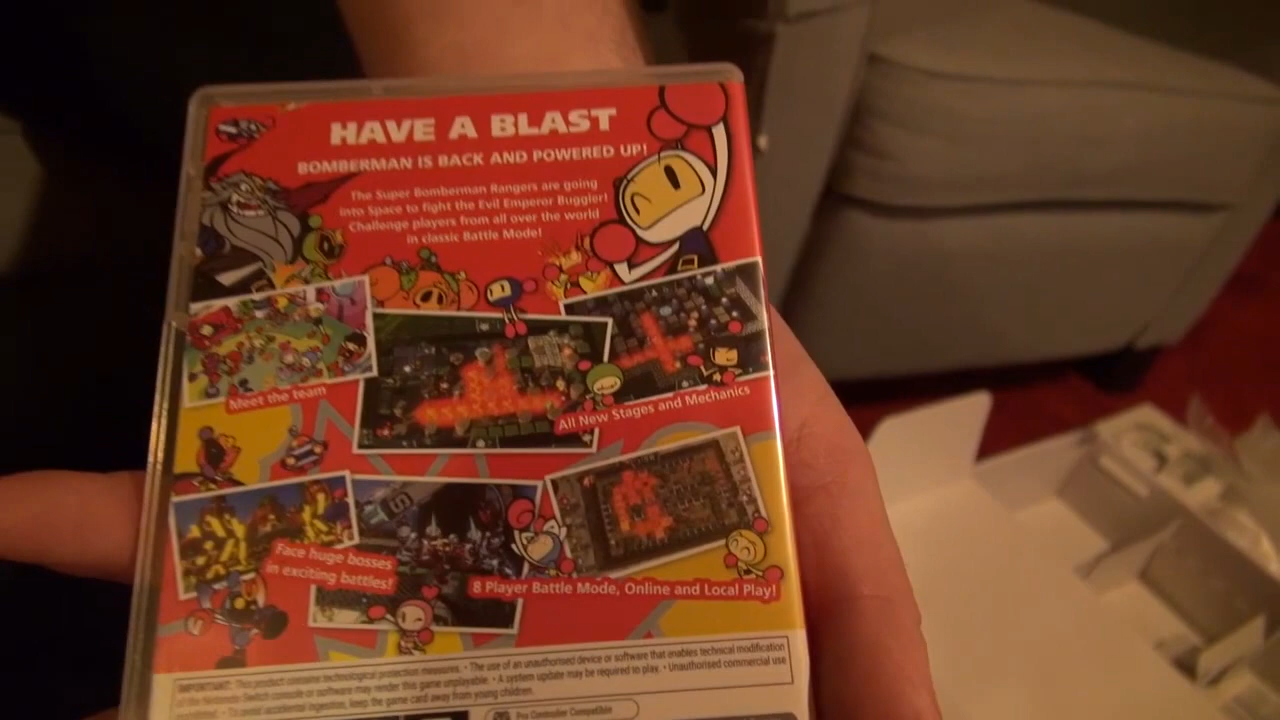 HAVE A BLAST
BOMBERMAN IS BACK AND POWERED UP!
The Super Bomberman Rangers are going
into Space to fight the Evil Emperor Buggler!
Challenge players from all over the world
in classic Battle Mode!
Meet the team
All New Stages and Mechanics
Face huge bosses
in exciting battles!
8 Player Battle Mode, Online and Local Play!
IMPORTANT: This product contains technological protection measures. • The use of an unauthorised device or software that enables technical modification
of the Nintendo Switch console or software may render this game unplayable. • A system update may be required to play. • Unauthorised commercial use
prohibited. • To avoid accidental ingestion, keep the game card away from young children.
Pro Controller Compatible